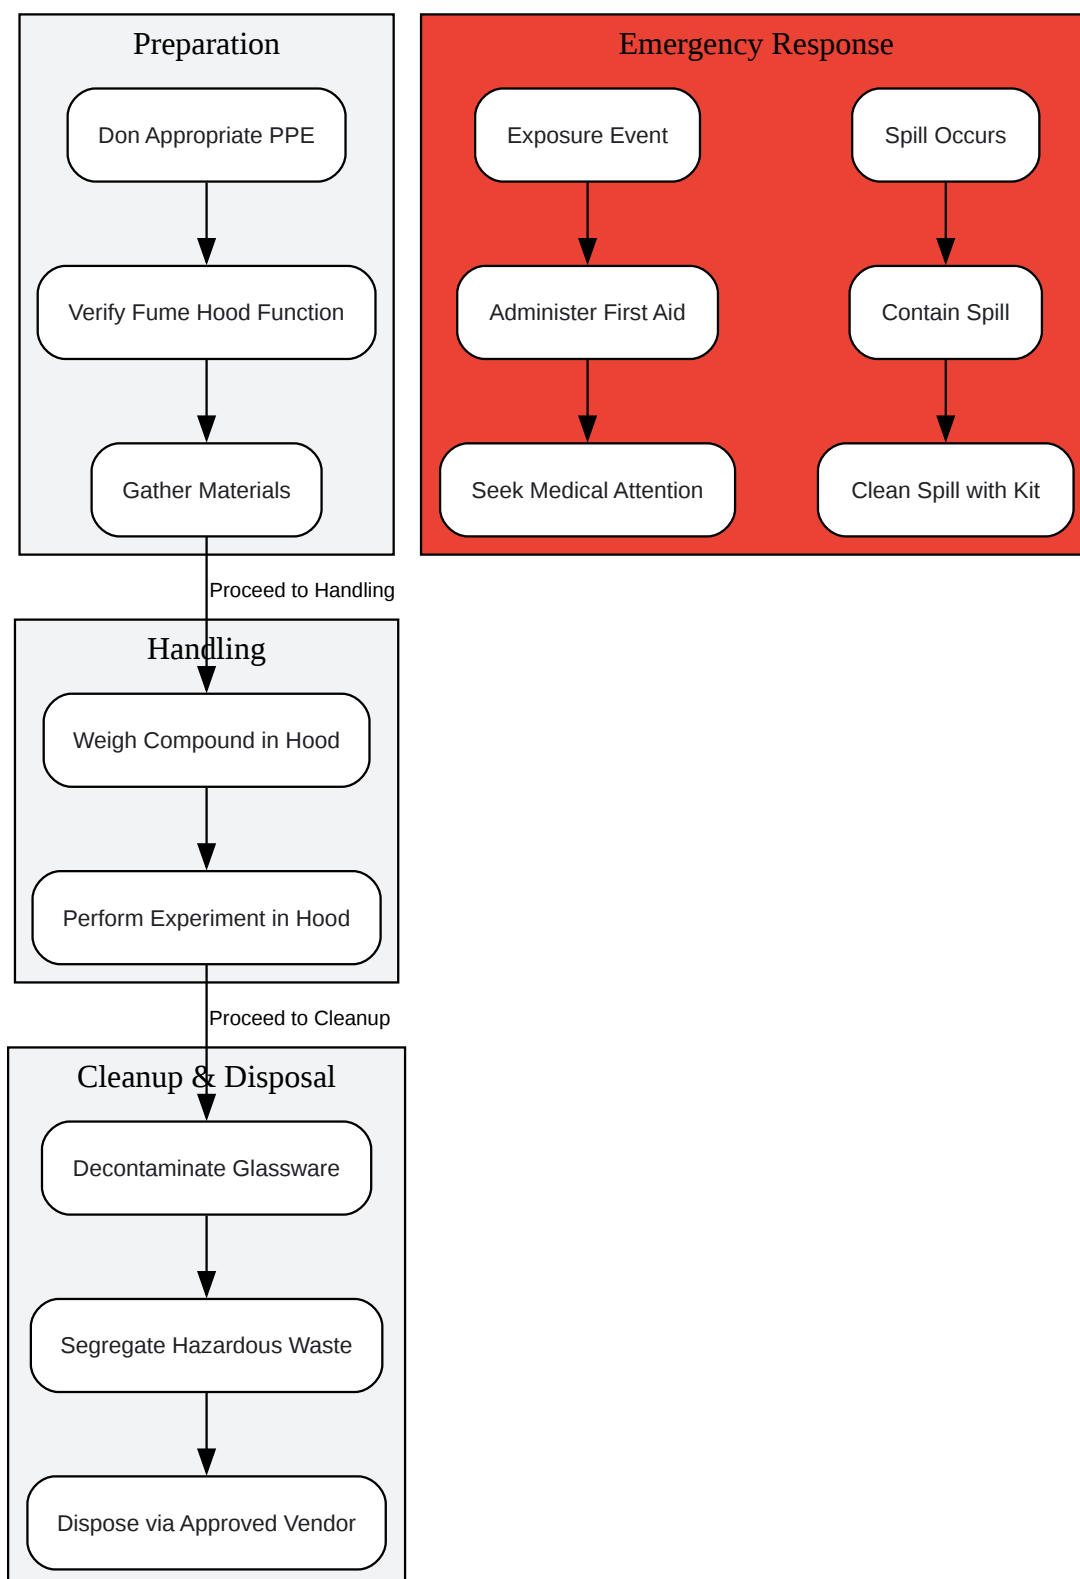 Preparation
Don Appropriate PPE
Verify Fume Hood Function
Gather Materials
Proceed to Handling
Handling
Weigh Compound in Hood
Perform Experiment in Hood
Proceed to Cleanup
Cleanup & Disposal
Decontaminate Glassware
Segregate Hazardous Waste
Dispose via Approved Vendor
Emergency Response
Exposure Event
Administer First Aid
Seek Medical Attention
Spill Occurs
Contain Spill
Clean Spill with Kit